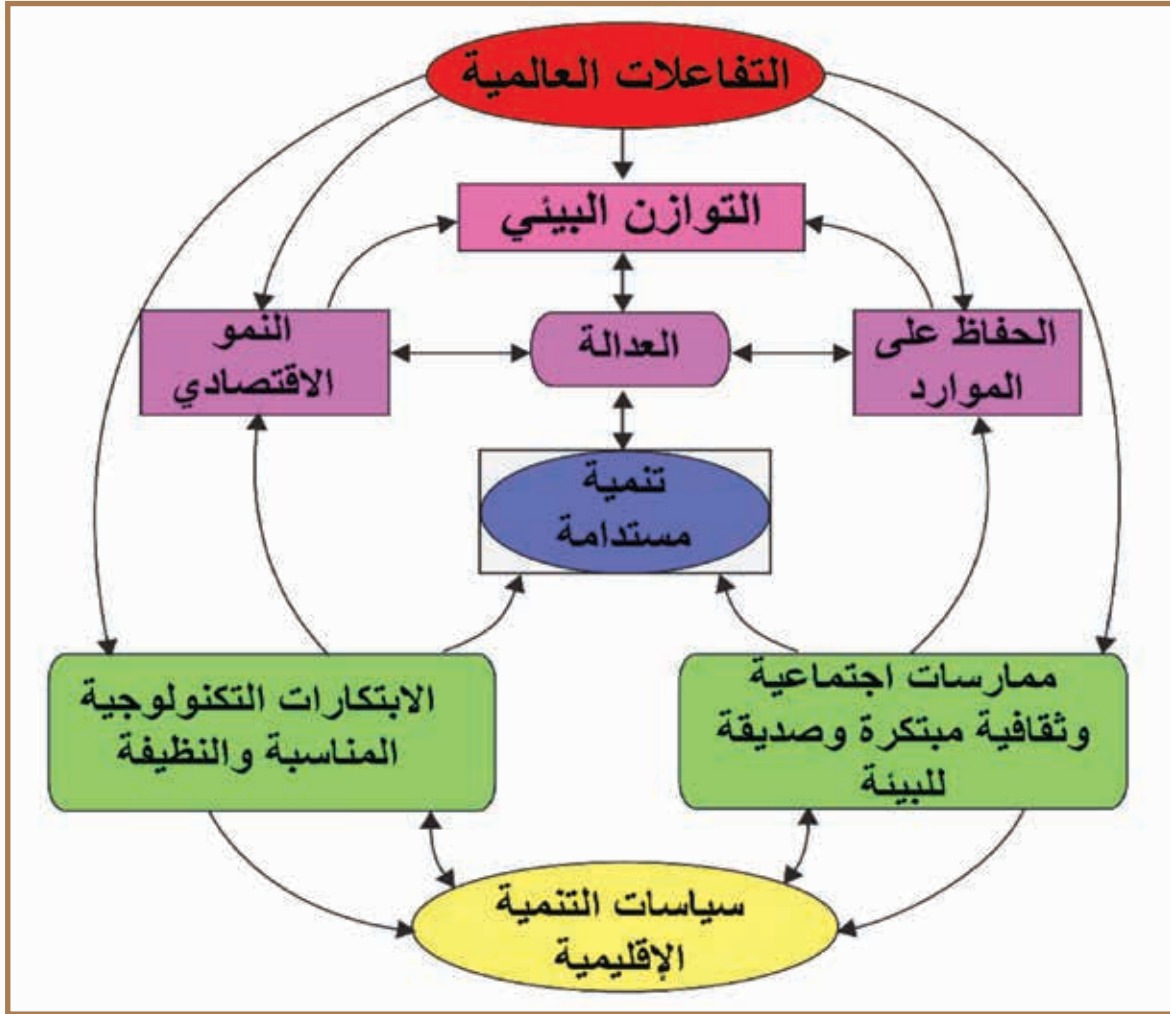 التفاعلات العالمية
التوازن البيئي
الحفاظ على
الموارد
العدالة
النمو
الاقتصادي
تنمية
مستدامة
ممارسات اجتماعية
وثقافية مبتكرة وصديقة
للبيئة
الابتكارات التكنولوجية
المناسبة والنظيفة
سياسات التنمية
الإقليمية